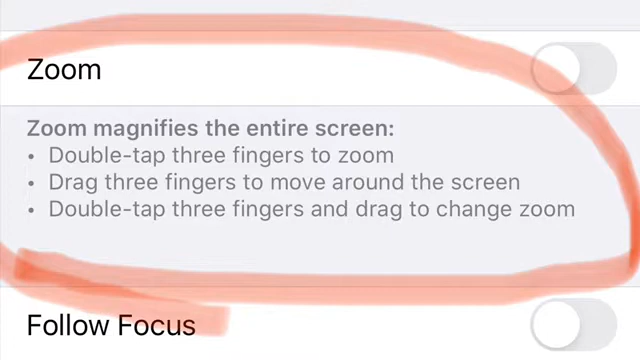 Zoom
Zoom magnifies the entire screen:
• Double-tap three fingers to zoom
• Drag three fingers to move around the screen
• Double-tap three fingers and drag to change zoom
Follow Focus